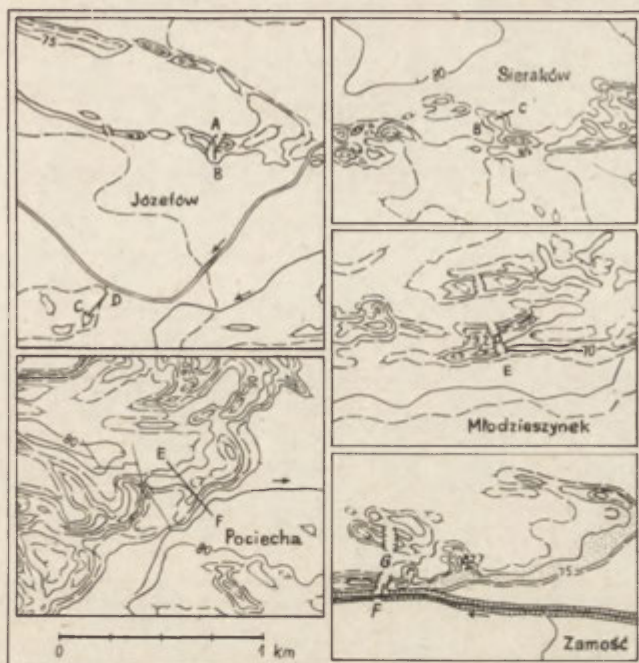 75
A
B
Józefów
C
D
80
Sieraków
C
B
70
E
Młodzieszynek
80
E
F
Pociecha
80
G
F
75
Zamość
0 1 km